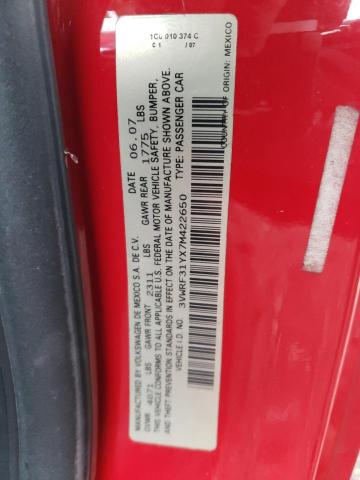 1C0 010 374 C
C 1 / 07
MANUFACTURED BY VOLKSWAGEN DE MEXICO S.A. DE C.V. DATE 06.07
GVWR 4071 LBS GAWR FRONT 2311 LBS GAWR REAR 1775 LBS
THIS VEHICLE CONFORMS TO ALL APPLICABLE U.S. FEDERAL MOTOR VEHICLE SAFETY, BUMPER,
AND THEFT PREVENTION STANDARDS IN EFFECT ON THE DATE OF MANUFACTURE SHOWN ABOVE.
VEHICLE I.D. NO.: 3VWRF31YX7M422650 TYPE: PASSENGER CAR
COUNTRY OF ORIGIN: MEXICO